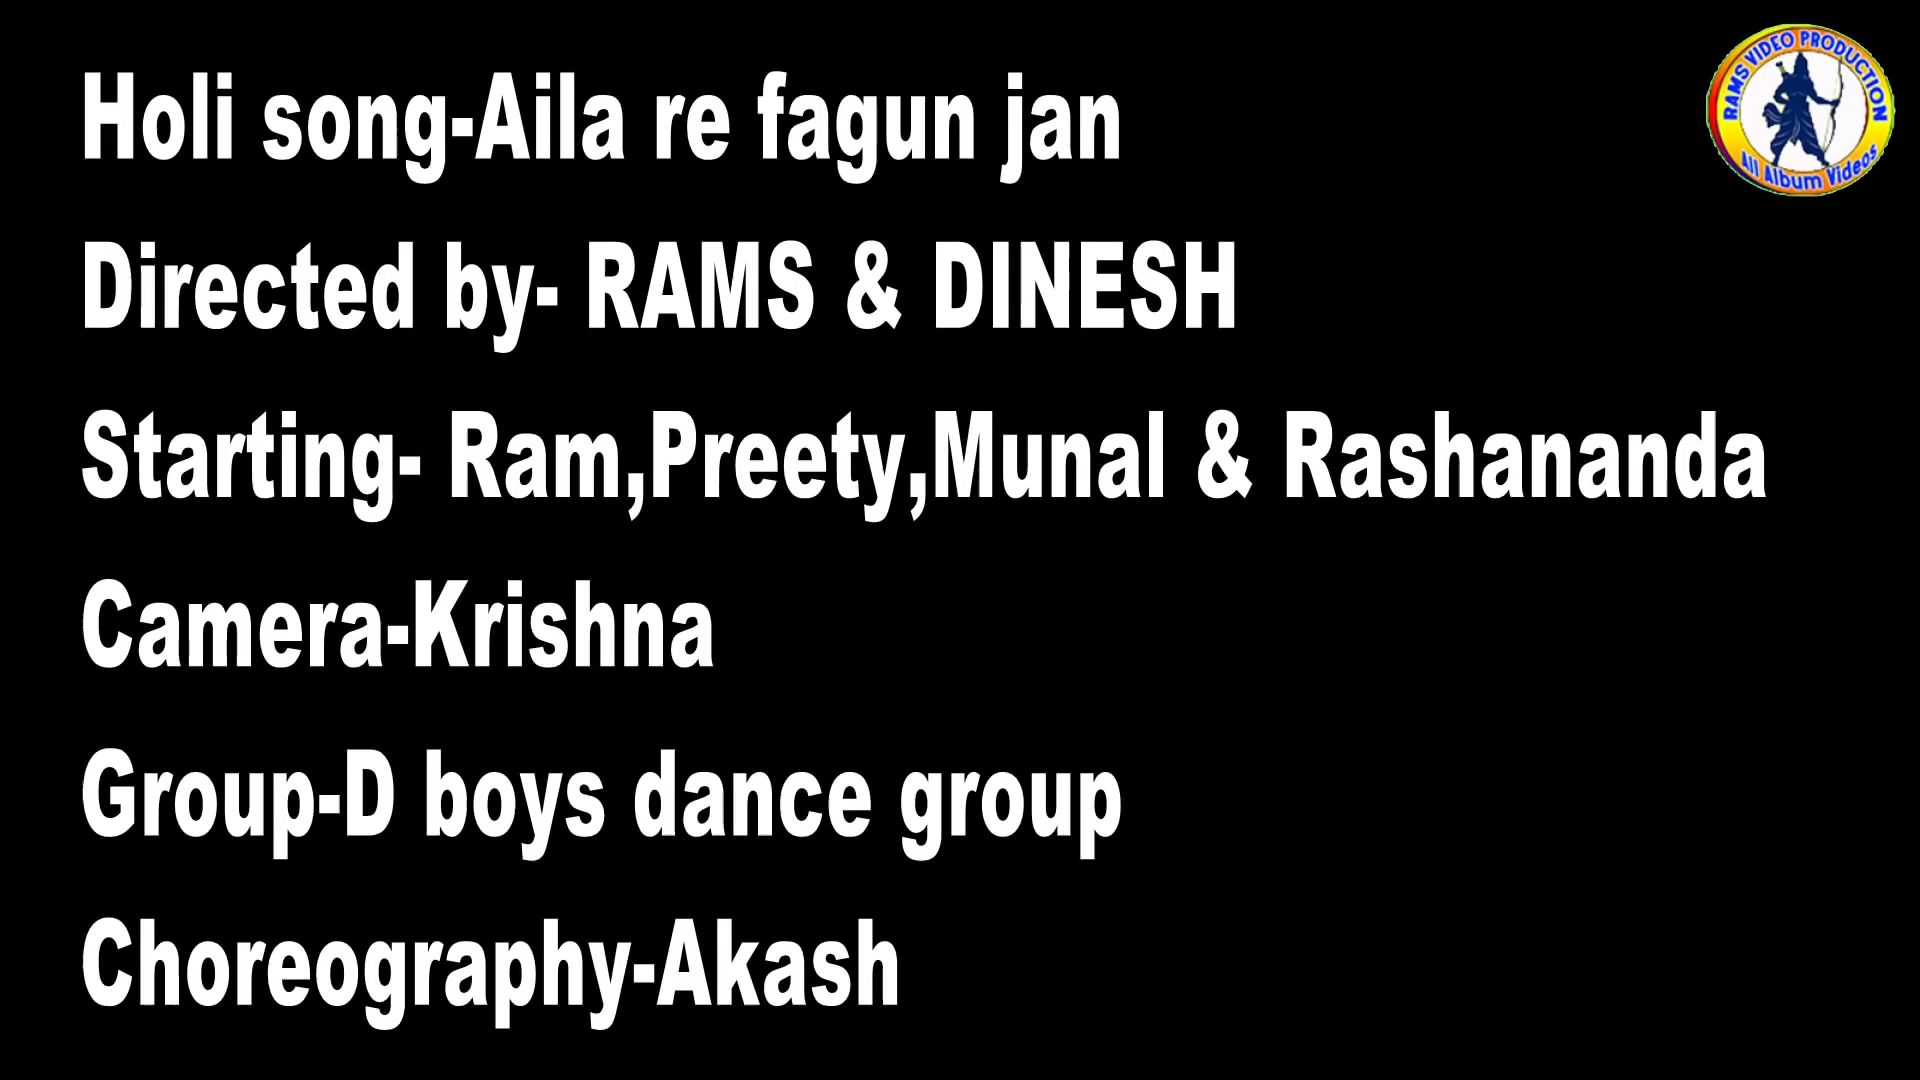 Holi song-Aila re fagun jan
Directed by- RAMS & DINESH
Starting- Ram,Preety,Munal & Rashananda
Camera-Krishna
Group-D boys dance group
Choreography-Akash
RAMS VIDEO PRODUCTION
All Album Videos